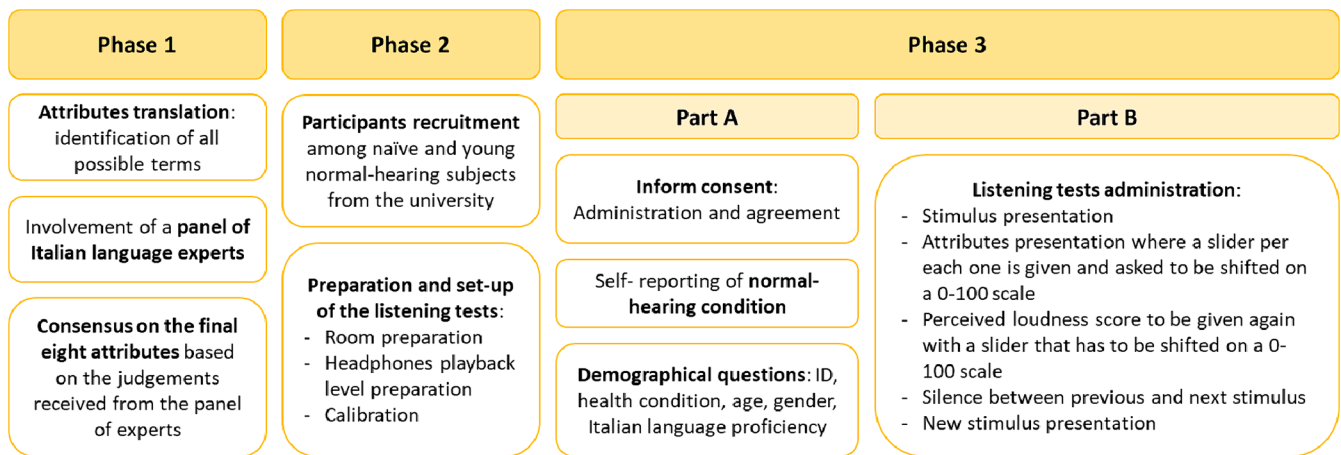 Phase 1
Attributes translation:
identification of all
possible terms
Involvement of a panel of
Italian language experts
Consensus on the final
eight attributes based
on the judgements
received from the panel
of experts
Phase 2
Participants recruitment
among naïve and young
normal-hearing subjects
from the university
Preparation and set-up
of the listening tests:
- Room preparation
- Headphones playback
level preparation
- Calibration
Phase 3
Part A
Inform consent:
Administration and agreement
Self- reporting of normal-
hearing condition
Demographical questions: ID,
health condition, age, gender,
Italian language proficiency
Part B
Listening tests administration:
- Stimulus presentation
- Attributes presentation where a slider per
each one is given and asked to be shifted on
a 0-100 scale
- Perceived loudness score to be given again
with a slider that has to be shifted on a 0-
100 scale
- Silence between previous and next stimulus
- New stimulus presentation